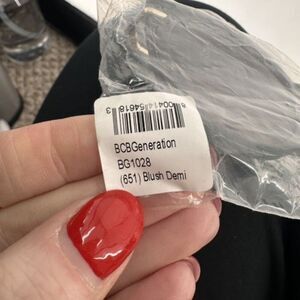 BCBGeneration
BG1028
(651) Blush Demi